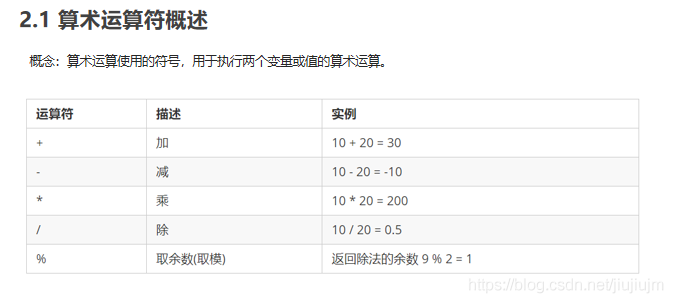 2.1 算术运算符概述
概念：算术运算使用的符号，用于执行两个变量或值的算术运算。
运算符 描述 实例
+ 加 10 + 20 = 30
- 减 10 - 20 = -10
* 乘 10 * 20 = 200
/ 除 10 / 20 = 0.5
% 取余数(取模) 返回除法的余数 9 % 2 = 1
https://blog.csdn.net/jiujiujm